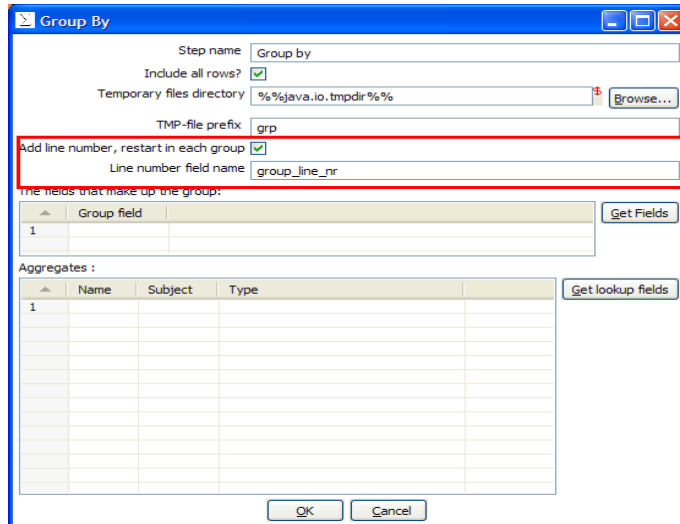 Group By
Step name Group by
Include all rows?
Temporary files directory %%java.io.tmpdir%% $ Browse...
TMP-file prefix grp
Add line number, restart in each group
Line number field name group_line_nr
The fields that make up the group:
Group field Get Fields
1
Aggregates :
Name Subject Type Get lookup fields
1
OK Cancel